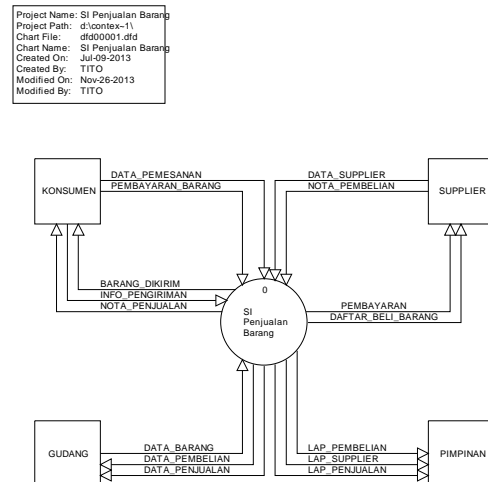 Project Name: SI Penjualan Barang
Project Path: d:\contex~1\
Chart File: dfd00001.dfd
Chart Name: SI Penjualan Barang
Created On: Jul-09-2013
Created By: TITO
Modified On: Nov-26-2013
Modified By: TITO
KONSUMEN
DATA_PEMESANAN
PEMBAYARAN_BARANG
DATA_SUPPLIER
NOTA_PEMBELIAN
SUPPLIER
BARANG_DIKIRIM
INFO_PENGIRIMAN
NOTA_PENJUALAN
0
SI
Penjualan
Barang
PEMBAYARAN
DAFTAR_BELI_BARANG
GUDANG
DATA_BARANG
DATA_PEMBELIAN
DATA_PENJUALAN
LAP_PEMBELIAN
LAP_SUPPLIER
LAP_PENJUALAN
PIMPINAN